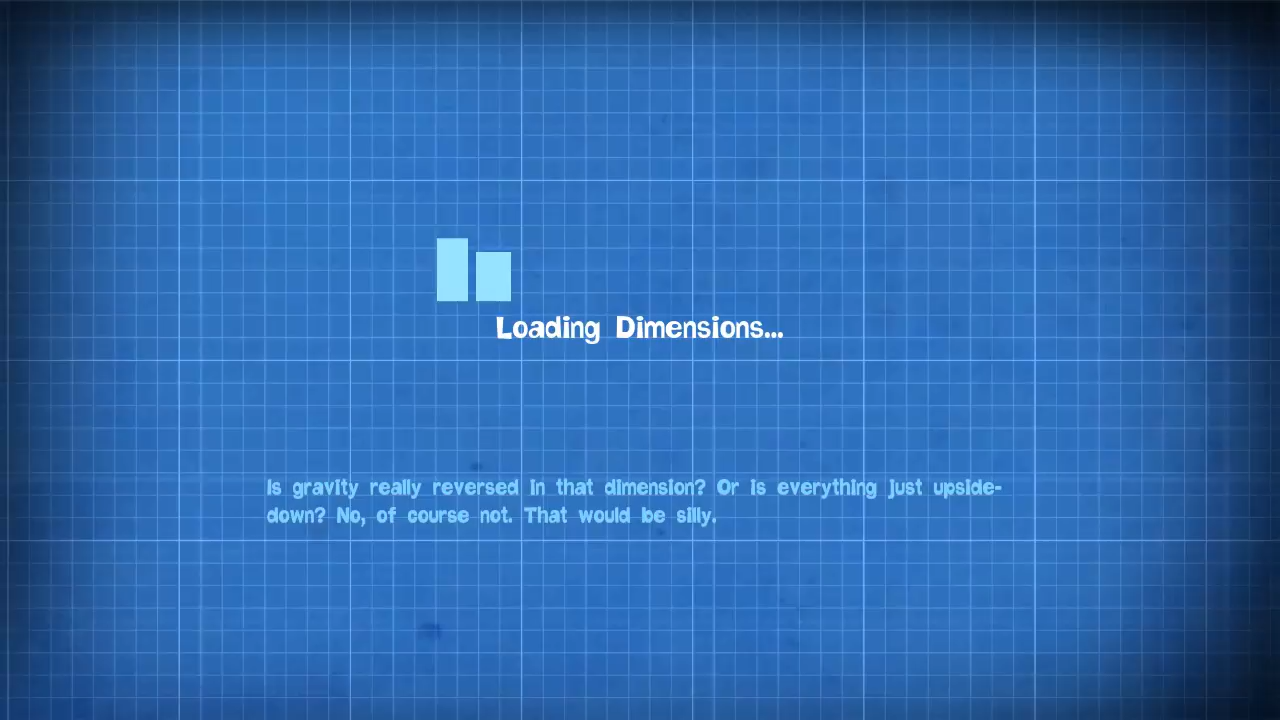 Loading Dimensions...
Is gravity really reversed in that dimension? Or is everything just upside-
down? No, of course not. That would be silly.